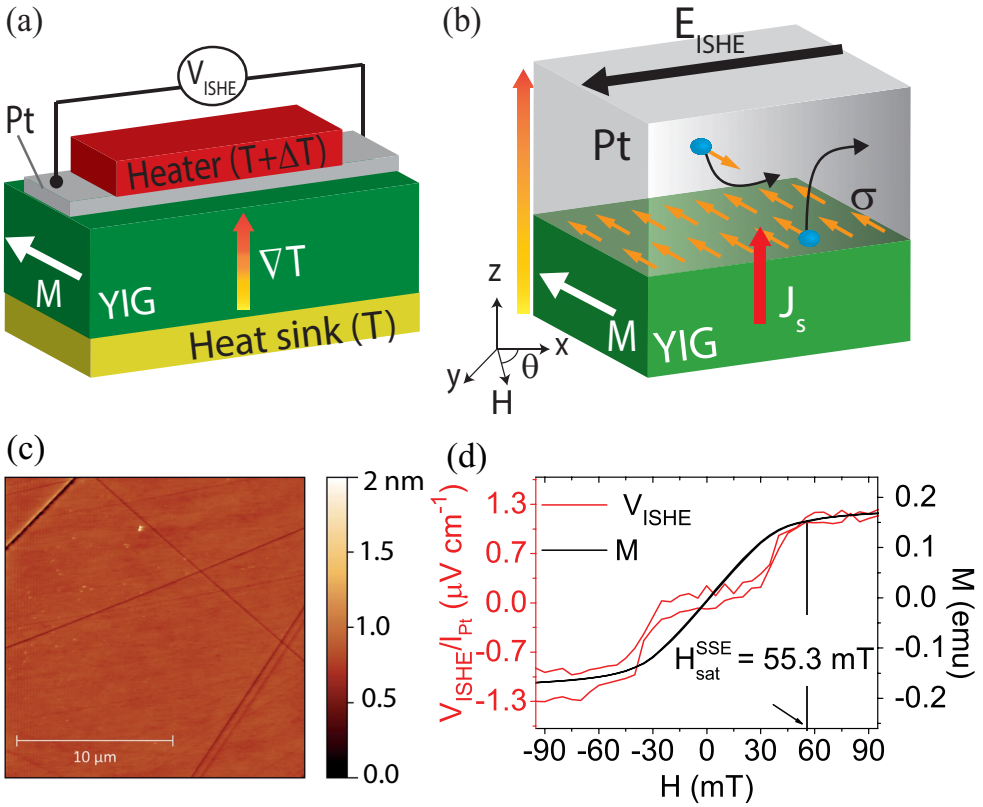 (a)
V_ISHE
Pt
Heater (T+ΔT)
∇T
M
YIG
Heat sink (T)
(b)
E_ISHE
Pt
σ
J_s
M
YIG
z
x
y
θ
H
(c)
2 nm
1.5
1.0
0.5
0.0
10 μm
(d)
V_ISHE/l_Pt (μV cm⁻¹)
1.3
0.7
0.0
-0.7
-1.3
V_ISHE
M
H_sat^SSE = 55.3 mT
0.2
0.1
0.0
-0.1
-0.2
M (emu)
-90 -60 -30 0 30 60 90
H (mT)